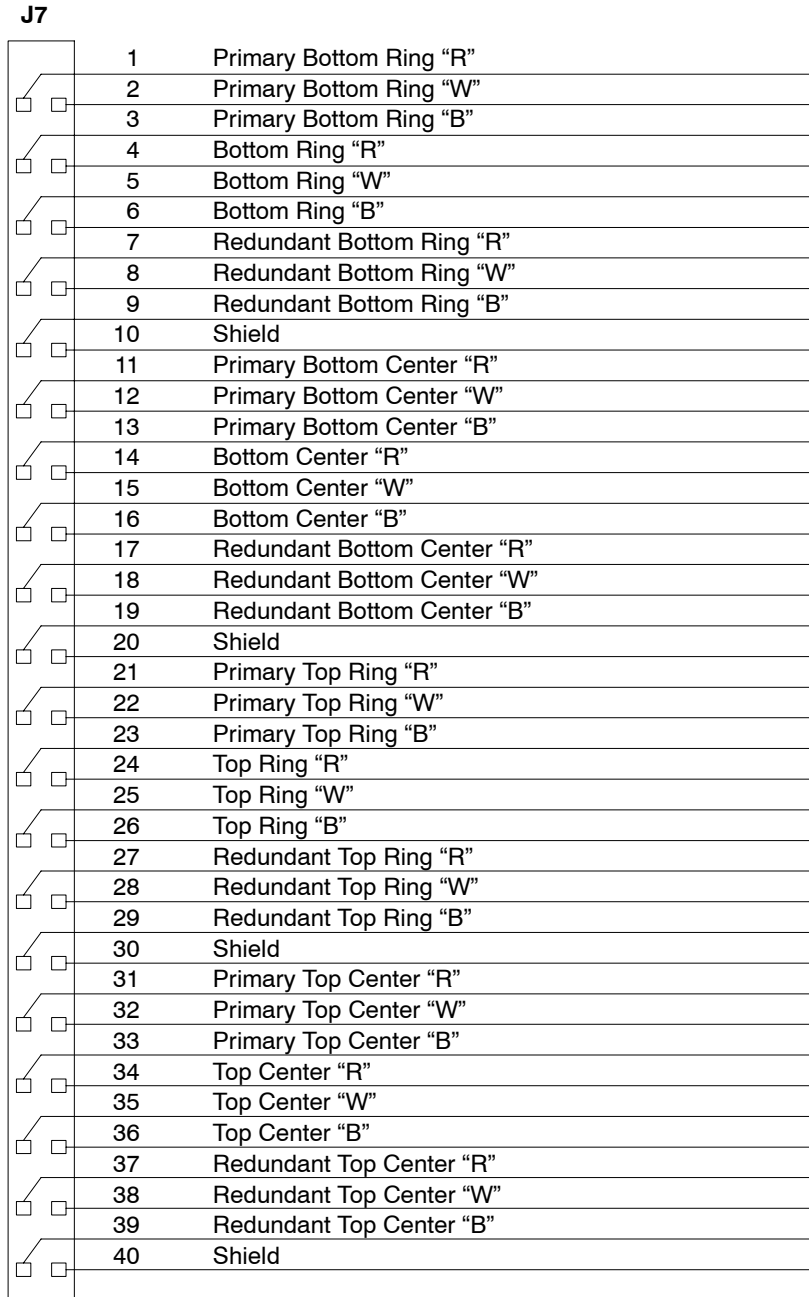 J7
1 Primary Bottom Ring “R”
2 Primary Bottom Ring “W”
3 Primary Bottom Ring “B”
4 Bottom Ring “R”
5 Bottom Ring “W”
6 Bottom Ring “B”
7 Redundant Bottom Ring “R”
8 Redundant Bottom Ring “W”
9 Redundant Bottom Ring “B”
10 Shield
11 Primary Bottom Center “R”
12 Primary Bottom Center “W”
13 Primary Bottom Center “B”
14 Bottom Center “R”
15 Bottom Center “W”
16 Bottom Center “B”
17 Redundant Bottom Center “R”
18 Redundant Bottom Center “W”
19 Redundant Bottom Center “B”
20 Shield
21 Primary Top Ring “R”
22 Primary Top Ring “W”
23 Primary Top Ring “B”
24 Top Ring “R”
25 Top Ring “W”
26 Top Ring “B”
27 Redundant Top Ring “R”
28 Redundant Top Ring “W”
29 Redundant Top Ring “B”
30 Shield
31 Primary Top Center “R”
32 Primary Top Center “W”
33 Primary Top Center “B”
34 Top Center “R”
35 Top Center “W”
36 Top Center “B”
37 Redundant Top Center “R”
38 Redundant Top Center “W”
39 Redundant Top Center “B”
40 Shield